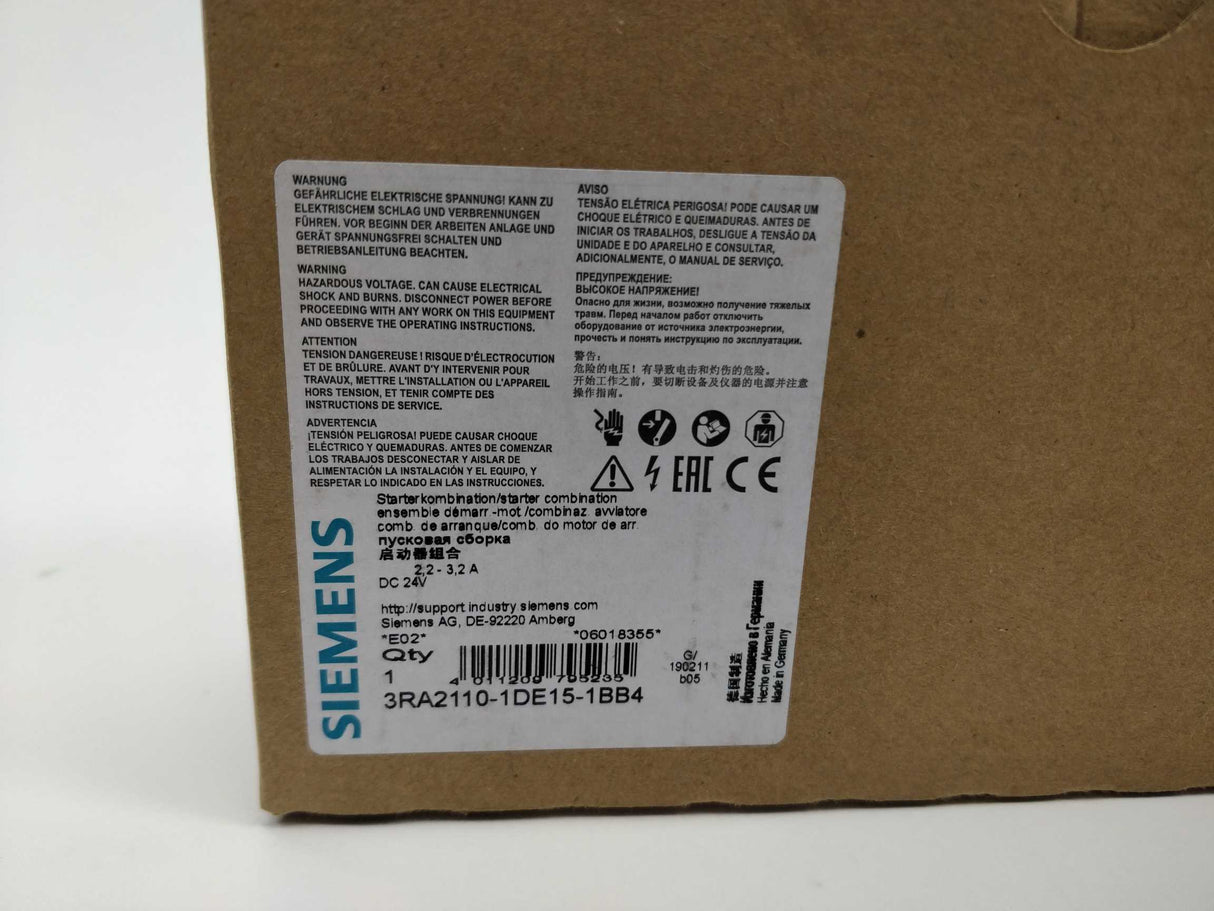 WARNUNG
GEFÄHRLICHE ELEKTRISCHE SPANNUNG! KANN ZU
ELEKTRISCHEM SCHLAG UND VERBRENNUNGEN
FÜHREN. VOR BEGINN DER ARBEITEN ANLAGE UND
GERÄT SPANNUNGSFREI SCHALTEN UND
BETRIEBSANLEITUNG BEACHTEN.
WARNING
HAZARDOUS VOLTAGE. CAN CAUSE ELECTRICAL
SHOCK AND BURNS. DISCONNECT POWER BEFORE
PROCEEDING WITH ANY WORK ON THIS EQUIPMENT
AND OBSERVE THE OPERATING INSTRUCTIONS.
ATTENTION
TENSION DANGEREUSE ! RISQUE D'ÉLECTROCUTION
ET DE BRÛLURE. AVANT D'Y INTERVENIR POUR
TRAVAUX, METTRE L'INSTALLATION OU L'APPAREIL
HORS TENSION, ET TENIR COMPTE DES
INSTRUCTIONS DE SERVICE.
ADVERTENCIA
¡TENSIÓN PELIGROSA! PUEDE CAUSAR CHOQUE
ELÉCTRICO Y QUEMADURAS. ANTES DE COMENZAR
LOS TRABAJOS DESCONECTAR Y AISLAR DE
ALIMENTACIÓN LA INSTALACIÓN Y EL EQUIPO, Y
RESPETAR LO INDICADO EN LAS INSTRUCCIONES.
AVISO
TENSÃO ELÉTRICA PERIGOSA! PODE CAUSAR UM
CHOQUE ELÉTRICO E QUEIMADURAS. ANTES DE
INICIAR OS TRABALHOS, DESLIGUE A TENSÃO DA
UNIDADE E DO APARELHO E CONSULTAR,
ADICIONALMENTE, O MANUAL DE SERVIÇO.
ПРЕДУПРЕЖДЕНИЕ:
ВЫСОКОЕ НАПРЯЖЕНИЕ!
Опасно для жизни, возможно получение тяжелых
травм. Перед началом работ отключить
оборудование от источника электроэнергии,
прочесть и понять инструкцию по эксплуатации.
警告：
危险的电压！有导致电击和灼伤的危险。
开始工作之前，要切断设备及仪器的电源并注意
操作指南。
EAC CE
Starterkombination/starter combination
ensemble démarr.-mot./combinaz. avviatore
comb. de arranque/comb. do motor de arr.
пусковая сборка
启动器组合
2,2 - 3,2 A
DC 24V
http://support.industry.siemens.com
Siemens AG, DE-92220 Amberg
*E02* *06018355*
Qty
1
4 011209 795235
3RA2110-1DE15-1BB4
G/
190211
b05
SIEMENS
德国制造
Изготовлено в Германии
Hecho en Alemania
Made in Germany